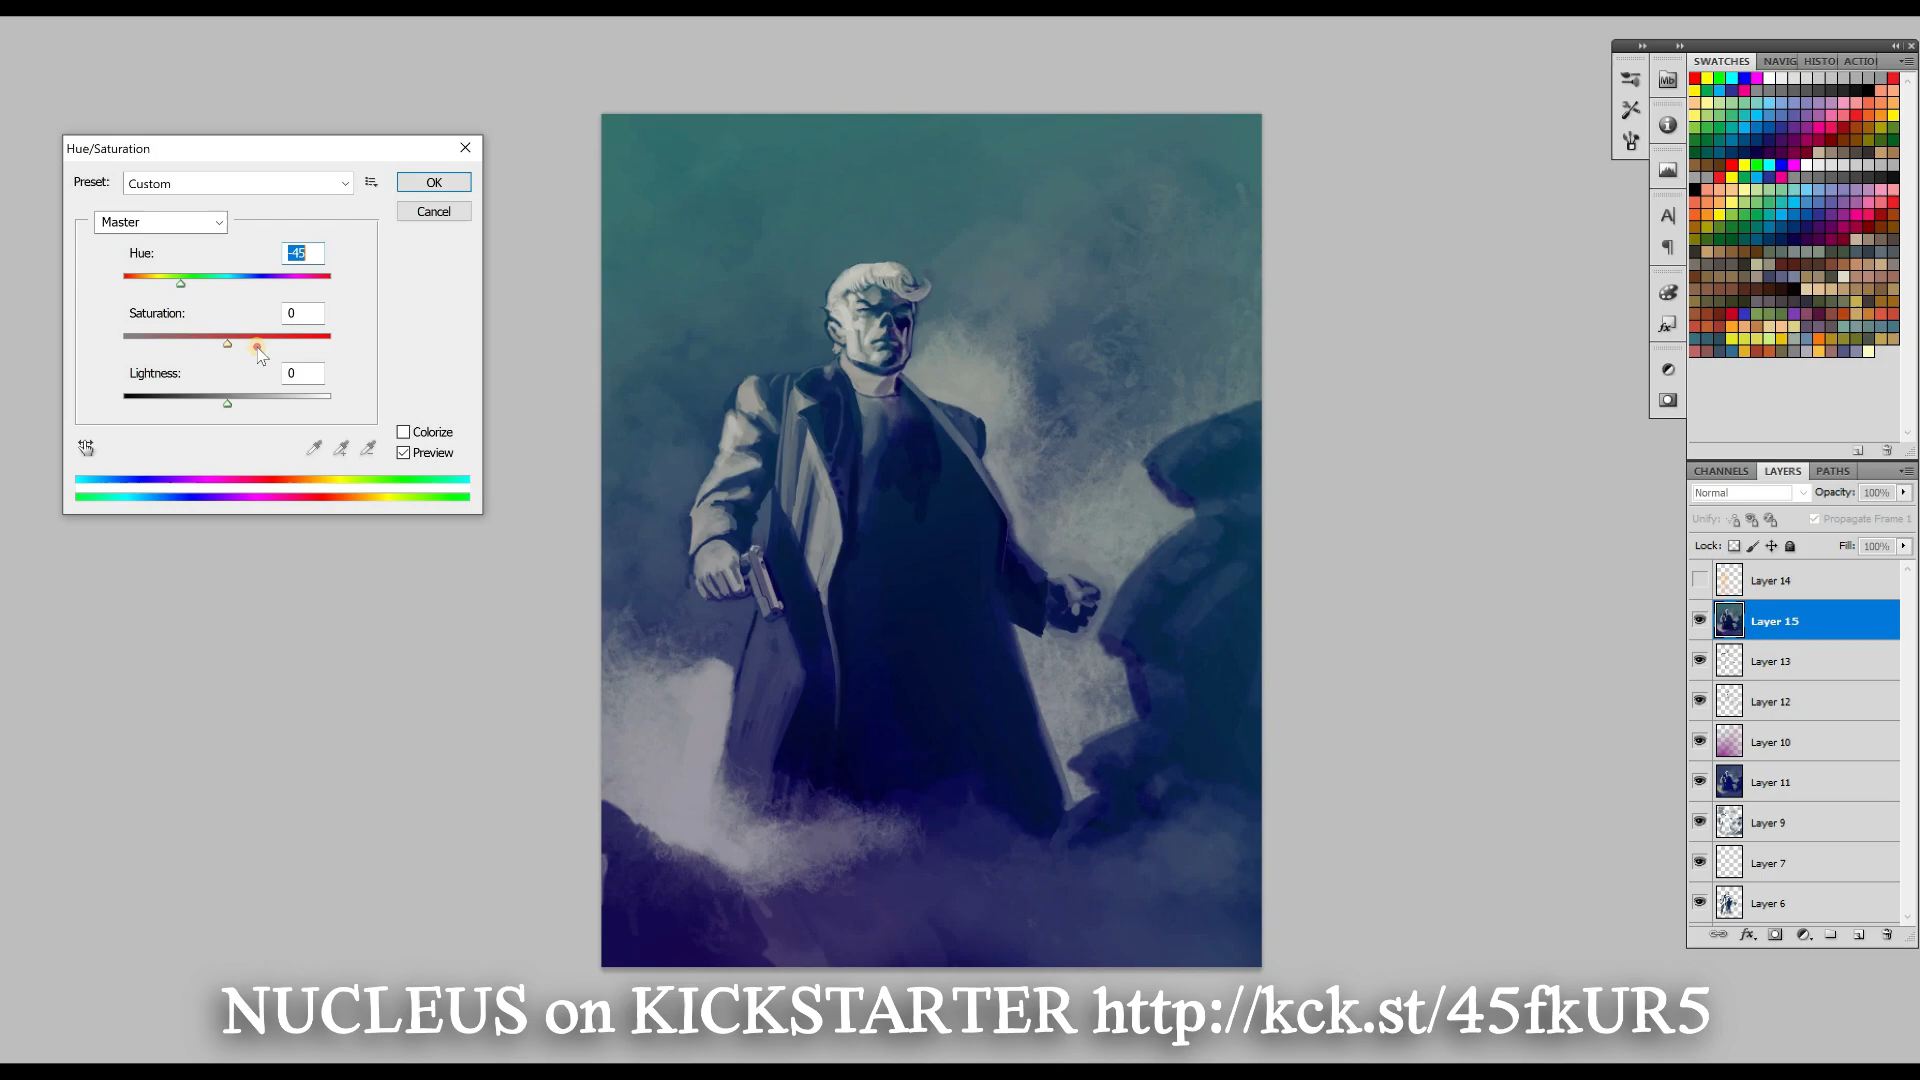 SWATCHES NAVIG HISTO ACTIO
Mb
Hue/Saturation
Preset: Custom OK
Cancel
Master
Hue: -45
Saturation: 0
Lightness: 0
Colorize
Preview
CHANNELS LAYERS PATHS
Normal Opacity: 100%
Unify: Propagate Frame 1
Lock: Fill: 100%
Layer 14
Layer 15
Layer 13
Layer 12
Layer 10
Layer 11
Layer 9
Layer 7
Layer 6
fx
NUCLEUS on KICKSTARTER http://kck.st/45fkUR5